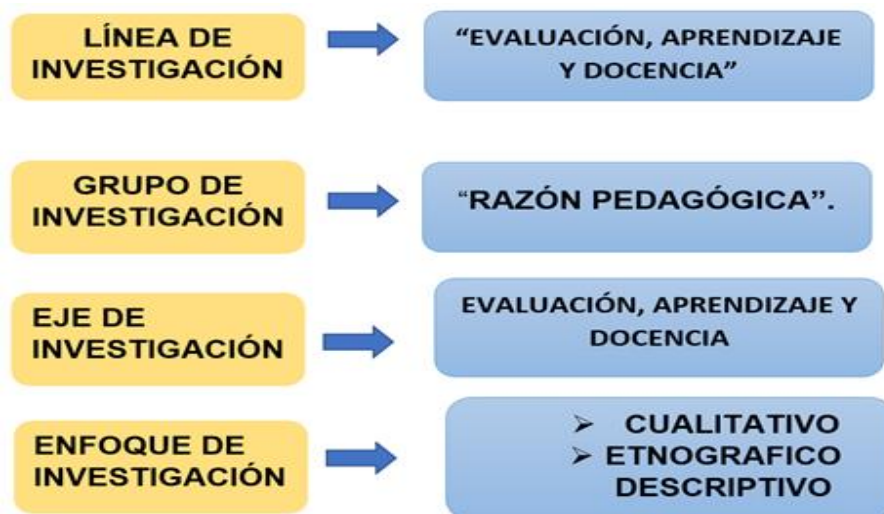 LÍNEA DE
INVESTIGACIÓN
“EVALUACIÓN, APRENDIZAJE
Y DOCENCIA”
GRUPO DE
INVESTIGACIÓN
“RAZÓN PEDAGÓGICA”.
EJE DE
INVESTIGACIÓN
EVALUACIÓN, APRENDIZAJE Y
DOCENCIA
ENFOQUE DE
INVESTIGACIÓN
➢ CUALITATIVO
➢ ETNOGRAFICO
DESCRIPTIVO